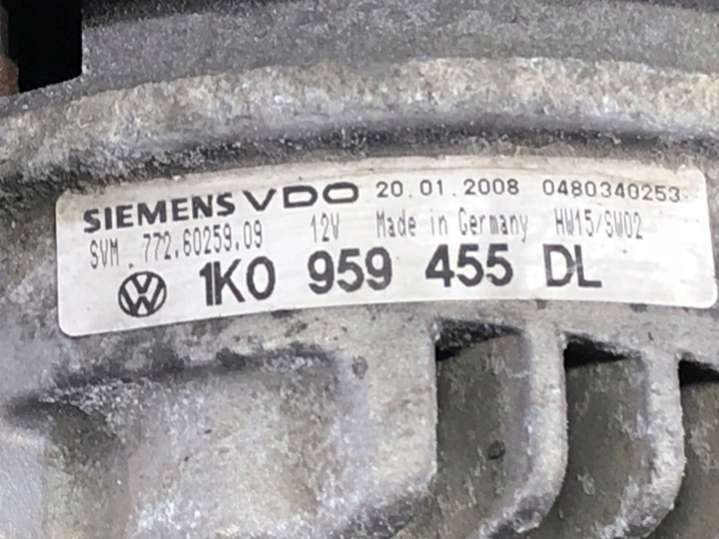 SIEMENS VDO 20.01.2008 0480340253
SVM. 772.60259.09 12V Made in Germany HW15/SW02
VW 1K0 959 455 DL